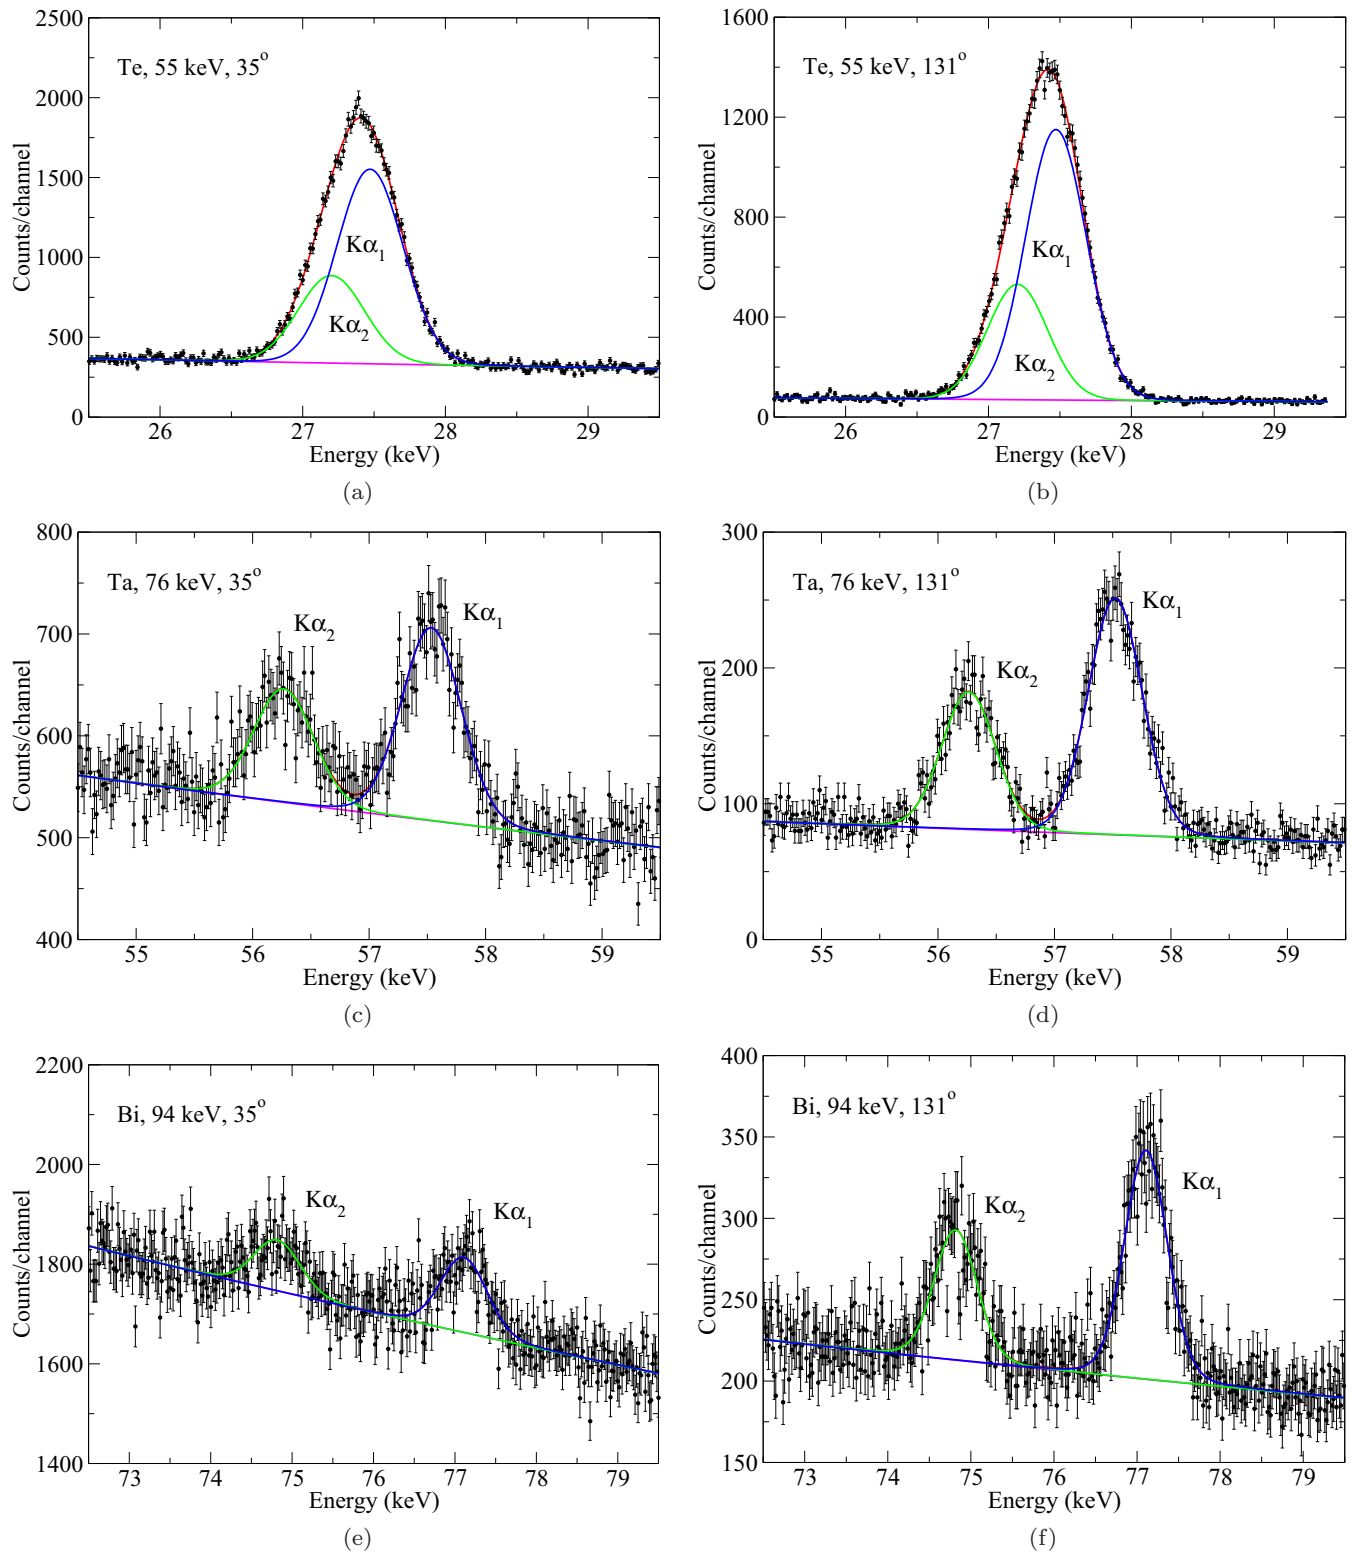 Te, 55 keV, 35°
Counts/channel
2500
2000
1500
1000
500
0
Kα₁
Kα₂
26 27 28 29
Energy (keV)
(a)
Te, 55 keV, 131°
Counts/channel
1600
1200
800
400
0
Kα₁
Kα₂
26 27 28 29
Energy (keV)
(b)
Ta, 76 keV, 35°
Counts/channel
800
700
600
500
400
Kα₂
Kα₁
55 56 57 58 59
Energy (keV)
(c)
Ta, 76 keV, 131°
Counts/channel
300
200
100
0
Kα₂
Kα₁
55 56 57 58 59
Energy (keV)
(d)
Bi, 94 keV, 35°
Counts/channel
2200
2000
1800
1600
1400
Kα₂
Kα₁
73 74 75 76 77 78 79
Energy (keV)
(e)
Bi, 94 keV, 131°
Counts/channel
400
350
300
250
200
150
Kα₂
Kα₁
73 74 75 76 77 78 79
Energy (keV)
(f)